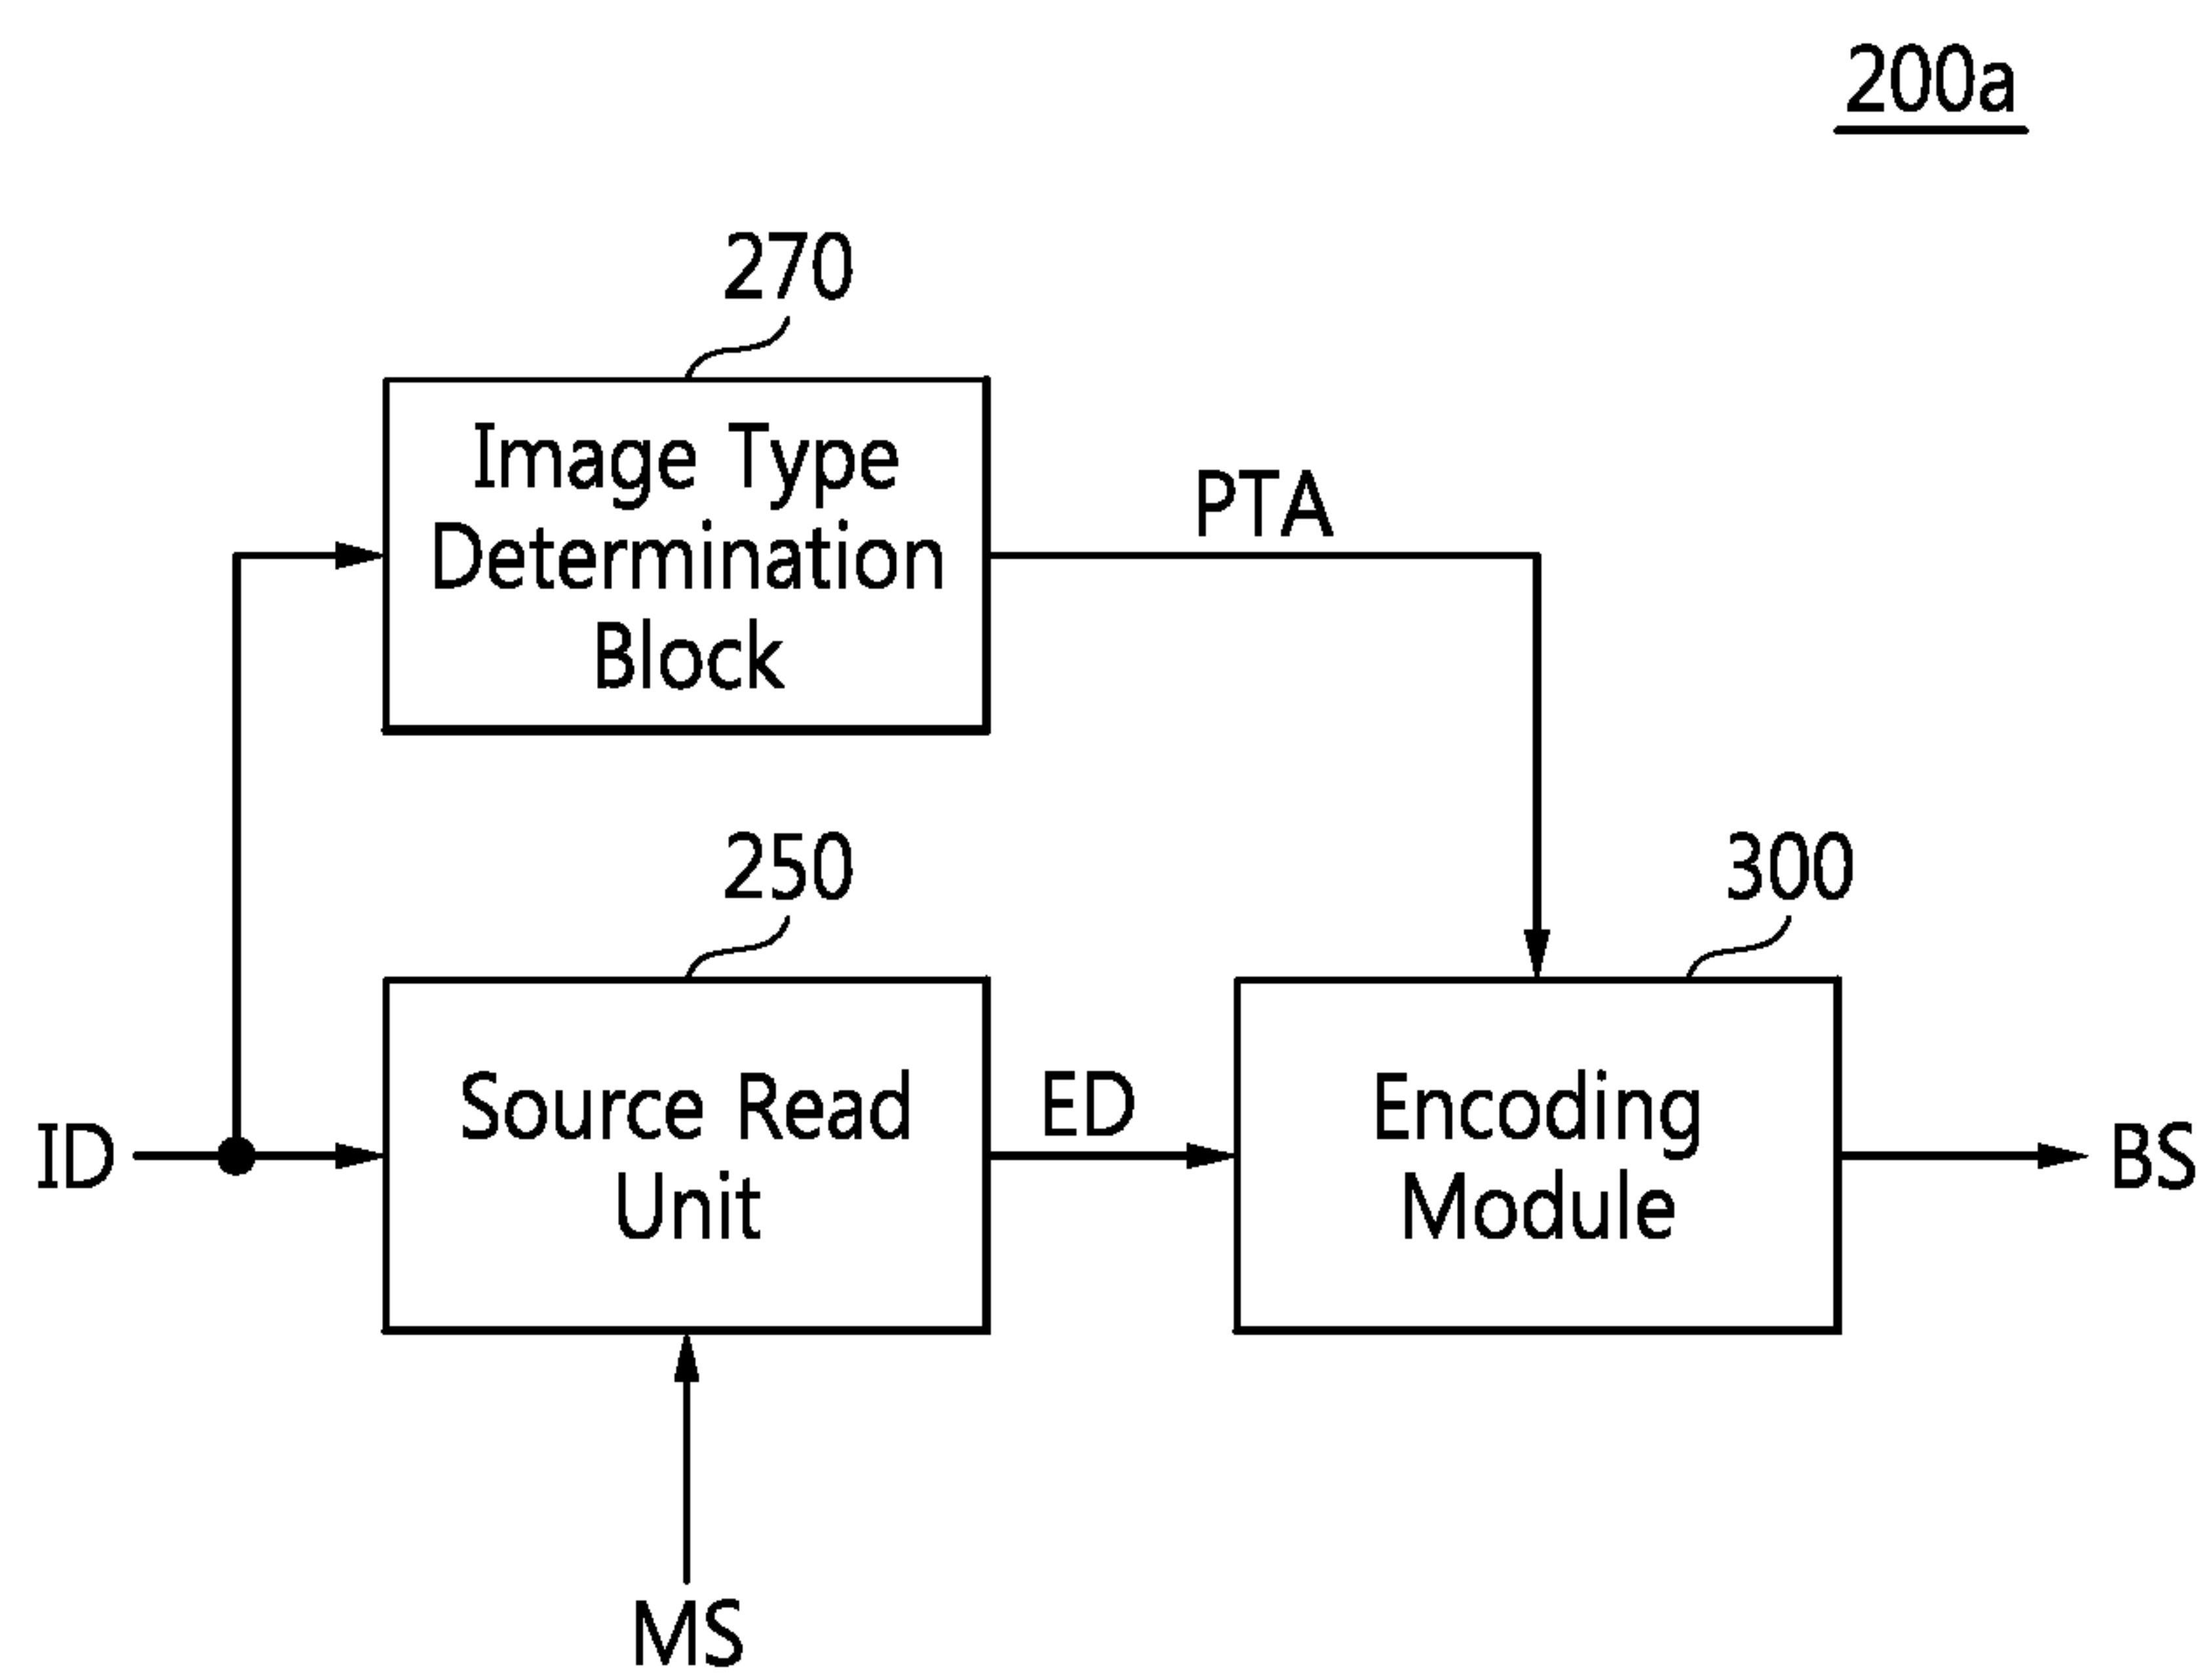 200a
270
Image Type
Determination
Block
PTA
250
300
Source Read
Unit
ED
Encoding
Module
ID
BS
MS